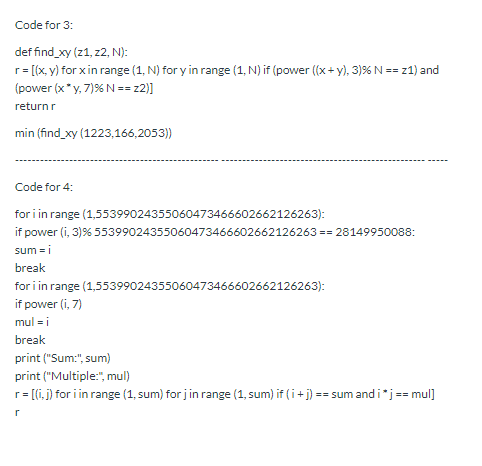 Code for 3:
def find_xy (z1, z2, N):
r = [(x, y) for x in range (1, N) for y in range (1, N) if (power ((x + y), 3)% N == z1) and
(power (x * y, 7)% N == z2)]
return r
min (find_xy (1223,166,2053))
--------------------------------------------------- ----------------------------------------------------- -----
Code for 4:
for i in range (1,55399024355060473466602662126263):
if power (i, 3)% 55399024355060473466602662126263 == 28149950088:
sum = i
break
for i in range (1,55399024355060473466602662126263):
if power (i, 7)
mul = i
break
print ("Sum:", sum)
print ("Multiple:", mul)
r = [(i, j) for i in range (1, sum) for j in range (1, sum) if ( i + j) == sum and i * j == mul]
r